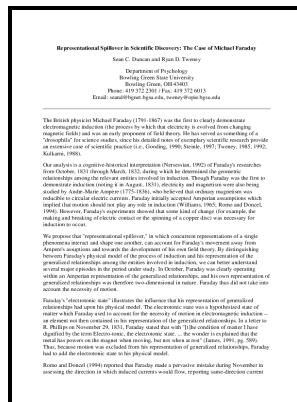 Representational Spillover in Scientific Discovery: The Case of Michael Faraday
Sean C. Duncan and Ryan D. Tweney
Department of Psychology
Bowling Green State University
Bowling Green, OH 43403
Phone: 419 372 2301 / Fax: 419 372 6013
Email: seand@bgnet.bgsu.edu, tweney@opie.bgsu.edu
The British physicist Michael Faraday (1791-1867) was the first to clearly demonstrate
electromagnetic induction (the process by which that electricity is evolved from changing
magnetic fields) and was an early proponent of field theory. He has served as something of a
"drosophila" for science studies, since his detailed notes of exemplary scientific research provide
an extensive case of scientific practice (i.e., Gooding, 1990; Steinle, 1997; Tweney, 1985, 1992;
Kulkarni, 1988).
Our analysis is a cognitive-historical interpretation (Nersessian, 1992) of Faraday's researches
from October, 1831 through March, 1832, during which he determined the geometric
relationships among the relevant entities involved in induction. Though Faraday was the first to
demonstrate induction (noting it in August, 1831), electricity and magnetism were also being
studied by Andre-Marie Ampere (1775-1836), who believed that ordinary magnetism was
reducible to circular electric currents. Faraday initially accepted Amperian assumptions which
implied that motion should not play any role in induction (Williams, 1965; Romo and Doncel,
1994). However, Faraday's experiments showed that some kind of change (for example, the
making and breaking of electric contact or the spinning of a copper disc) was necessary for
induction to occur.
We propose that "representational spillover," in which concurrent representations of a single
phenomena interact and shape one another, can account for Faraday's movement away from
Ampere's assumptions and towards the development of his own field theory. By distinguishing
between Faraday's physical model of the process of induction and his representation of the
generalized relationships among the entities involved in induction, we can better understand
several major episodes in the period under study. In October, Faraday was clearly operating
within an Amperian representation of the generalized relationships, and his own representation of
generalized relationships was therefore two-dimensional in nature. Faraday thus did not take into
account the necessity of motion.
Faraday's "electrotonic state" illustrates the influence that his representation of generalized
relationships had upon his physical model. The electrotonic state was a hypothesized state of
matter which Faraday used to account for the necessity of motion in electromagnetic induction --
an element not then contained in his representation of the generalized relationships. In a letter to
R. Phillips on November 29, 1831, Faraday stated that with "[t]he condition of matter I have
dignified by the term Electro-tonic, the electrotonic state, ... the wonder is explained that the
metal has powers on the magnet when moving, but not when at rest" (James, 1991, pg. 589).
Thus, because motion was excluded from his representation of generalized relationships, Faraday
had to add the electrotonic state to his physical model.
Romo and Doncel (1994) reported that Faraday made a pervasive mistake during November in
assessing the direction in which induced currents would flow, reporting same-direction current